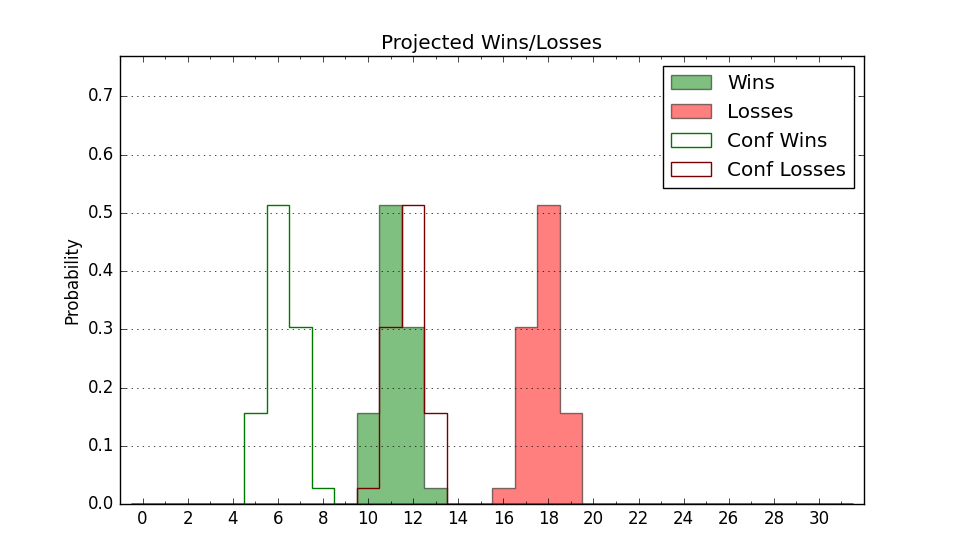 Projected Wins/Losses
Wins
Losses
Conf Wins
Conf Losses
Probability
0.7
0.6
0.5
0.4
0.3
0.2
0.1
0.0
0 2 4 6 8 10 12 14 16 18 20 22 24 26 28 30